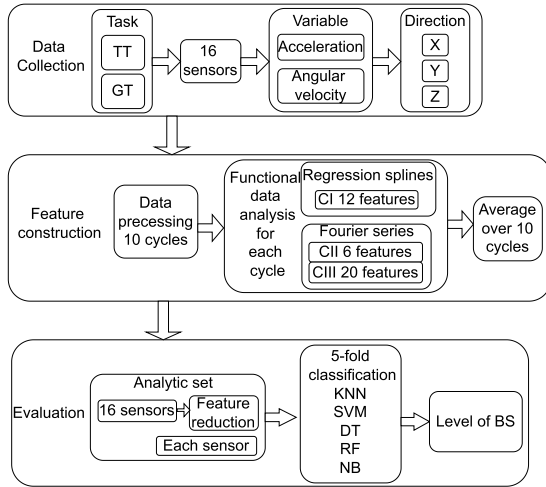 Data
Collection
Task
TT
GT
16
sensors
Variable
Acceleration
Angular
velocity
Direction
X
Y
Z
Feature
construction
Data
precessing
10 cycles
Functional
data
analysis
for
each
cycle
Regression splines
CI 12 features
Fourier series
CII 6 features
CIII 20 features
Average
over 10
cycles
Evaluation
Analytic set
16 sensors
Feature
reduction
Each sensor
5-fold
classification
KNN
SVM
DT
RF
NB
Level of BS